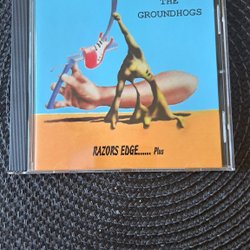 THE
GROUNDHOGS
RAZORS EDGE...... Plus